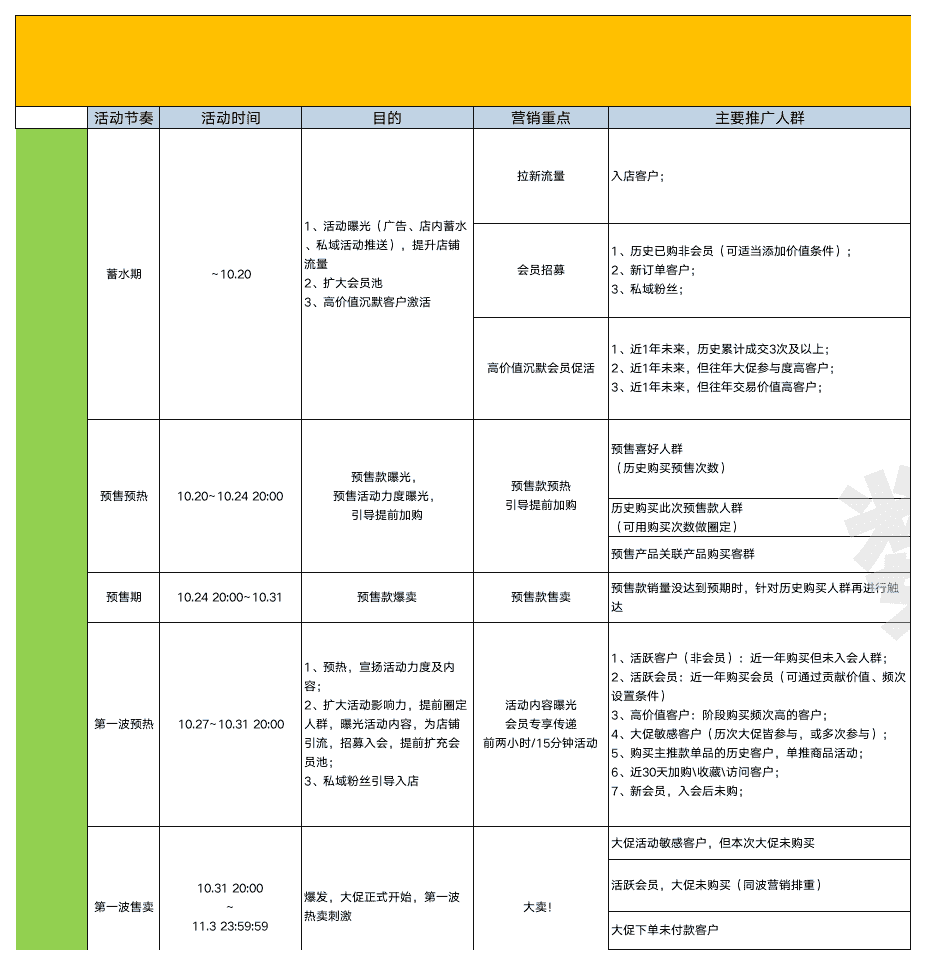 活动节奏 活动时间 目的 营销重点 主要推广人群
蓄水期
~10.20
1、活动曝光（广告、店内蓄水
、私域活动推送），提升店铺
流量
2、扩大会员池
3、高价值沉默客户激活
拉新流量
入店客户；
会员招募
1、历史已购非会员（可适当添加价值条件）；
2、新订单客户；
3、私域粉丝；
高价值沉默会员促活
1、近1年未来，历史累计成交3次及以上；
2、近1年未来，但往年大促参与度高客户；
3、近1年未来，但往年交易价值高客户；
预售预热
10.20~10.24 20:00
预售款曝光，
预售活动力度曝光，
引导提前加购
预售款预热
引导提前加购
预售喜好人群
（历史购买预售次数）
历史购买此次预售款人群
（可用购买次数做圈定）
预售产品关联产品购买客群
预售期
10.24 20:00~10.31
预售款爆卖
预售款售卖
预售款销量没达到预期时，针对历史购买人群再进行触
达
第一波预热
10.27~10.31 20:00
1、预热，宣扬活动力度及内
容；
2、扩大活动影响力，提前圈定
人群，曝光活动内容，为店铺
引流，招募入会，提前扩充会
员池；
3、私域粉丝引导入店
活动内容曝光
会员专享传递
前两小时/15分钟活动
1、活跃客户（非会员）：近一年购买但未入会人群；
2、活跃会员：近一年购买会员（可通过贡献价值、频次
设置条件）
3、高价值客户：阶段购买频次高的客户；
4、大促敏感客户（历次大促皆参与，或多次参与）；
5、购买主推款单品的历史客户，单推商品活动；
6、近30天加购\收藏\访问客户；
7、新会员，入会后未购；
第一波售卖
10.31 20:00
~
11.3 23:59:59
爆发，大促正式开始，第一波
热卖刺激
大卖！
大促活动敏感客户，但本次大促未购买
活跃会员，大促未购买（同波营销排重）
大促下单未付款客户